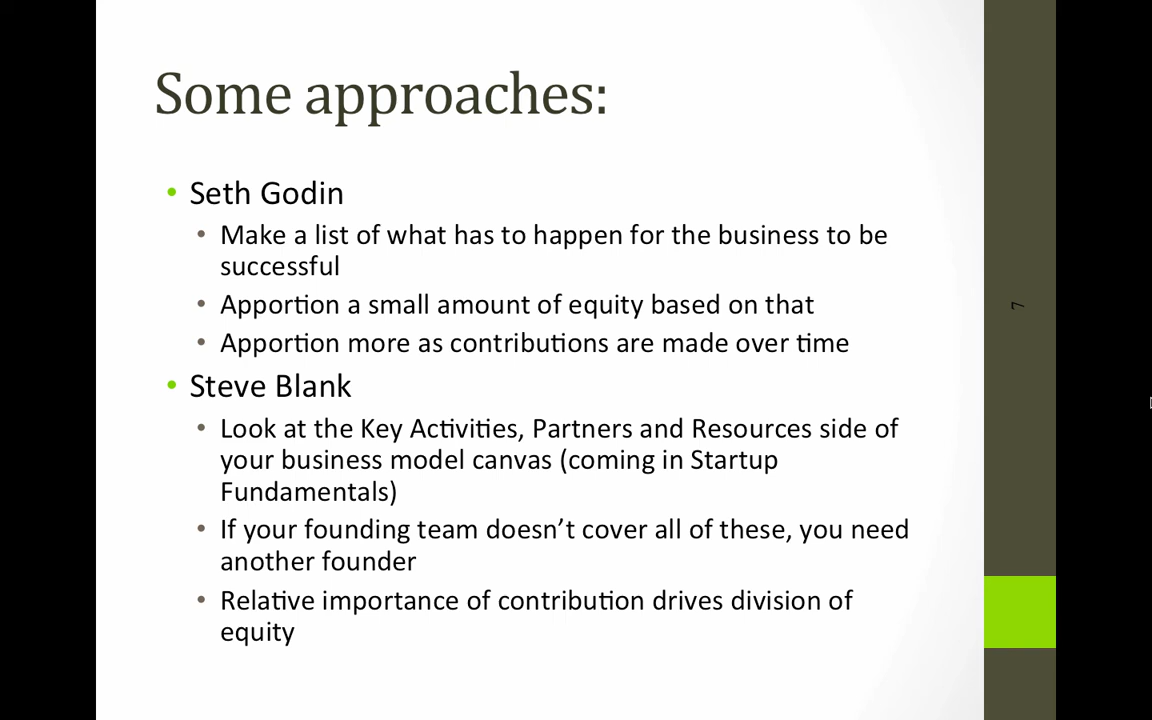 Some approaches:
• Seth Godin
• Make a list of what has to happen for the business to be
successful
• Apportion a small amount of equity based on that
• Apportion more as contributions are made over time
• Steve Blank
• Look at the Key Activities, Partners and Resources side of
your business model canvas (coming in Startup
Fundamentals)
• If your founding team doesn’t cover all of these, you need
another founder
• Relative importance of contribution drives division of
equity
7